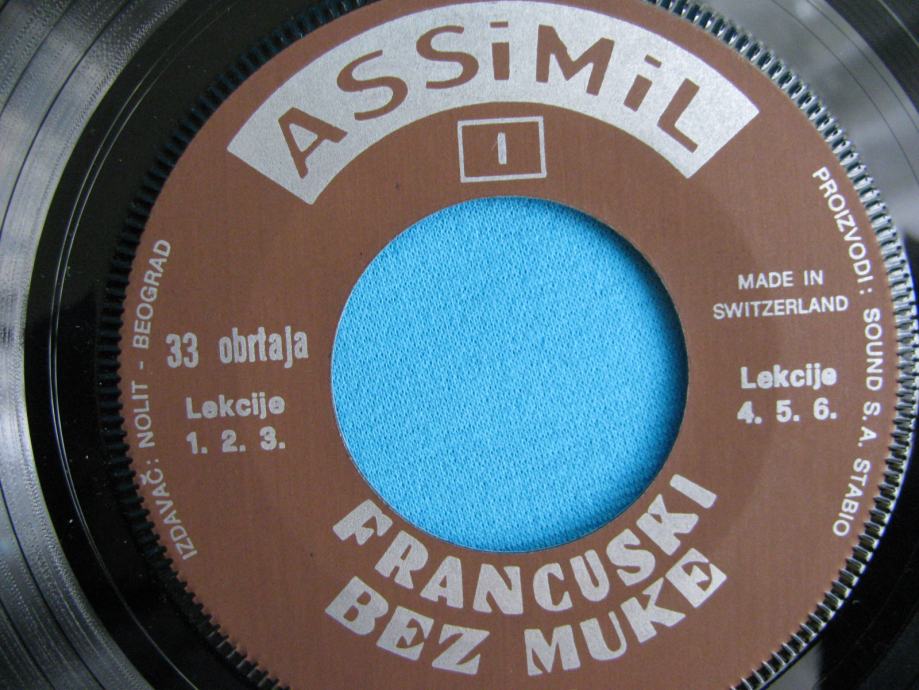 ASSiMiL
1
33 obrtaja
Lekcije
1. 2. 3.
MADE IN
SWITZERLAND
Lekcije
4. 5. 6.
IZDAVAČ: NOLIT - BEOGRAD
PROIZVODI: SOUND S.A. STABIO
FRANCUSKI
BEZ MUKE